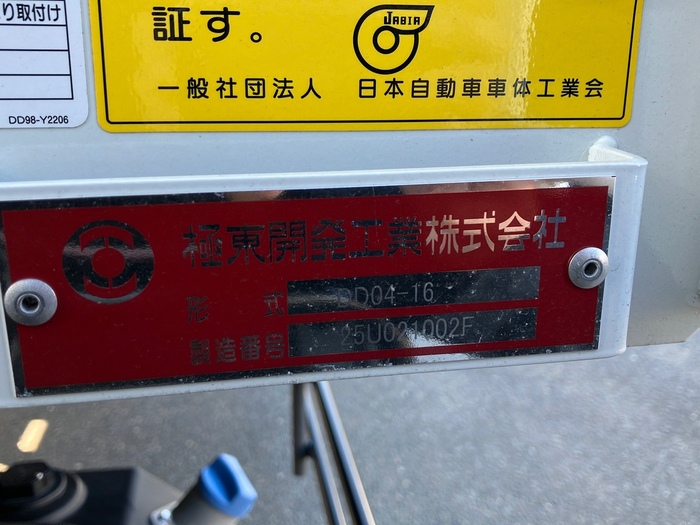 り取付け
DD98-Y2206
証す。
JABIA
一般社団法人 日本自動車車体工業会
極東開発工業株式会社
形式 DD04-16
製造番号 25U021002F